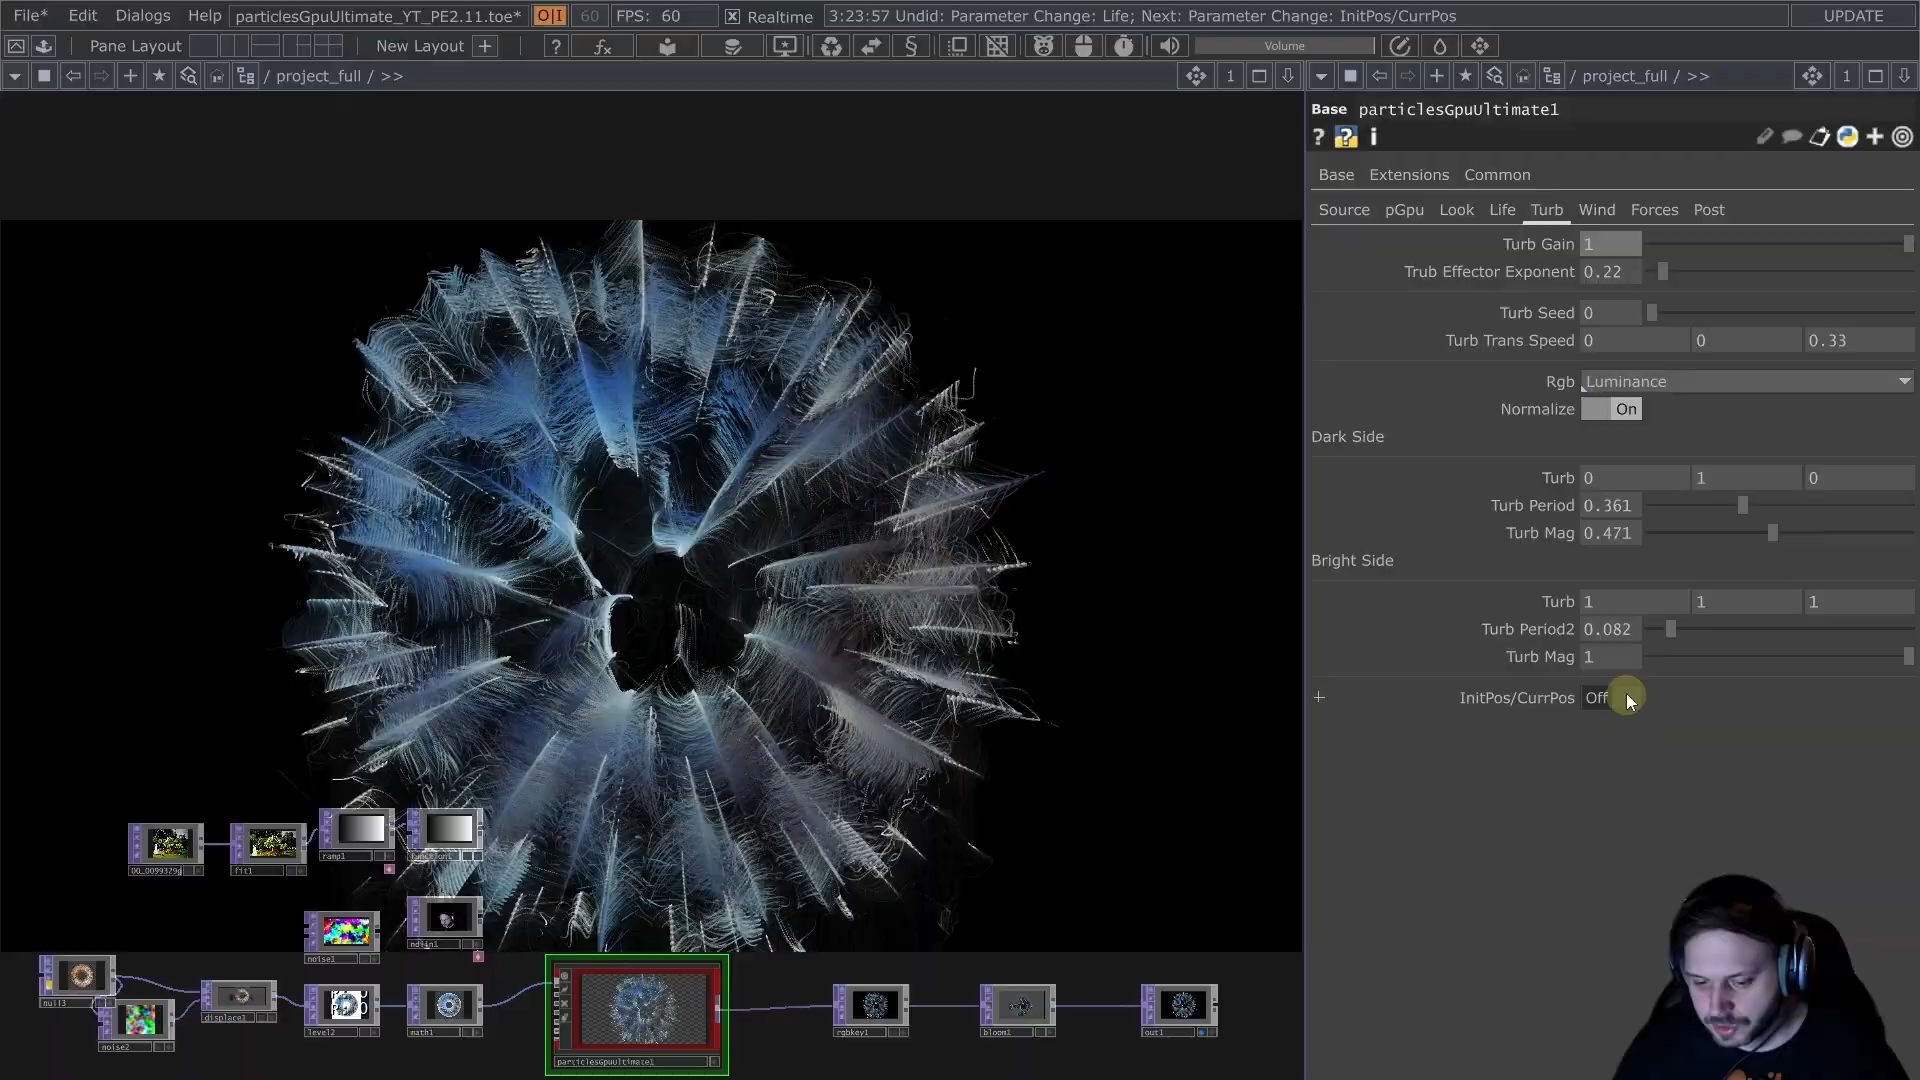 File* Edit Dialogs Help particlesGpuUltimate_YT_PE2.11.toe* O|I 60 FPS: 60 Realtime 3:23:57 Undid: Parameter Change: Life; Next: Parameter Change: InitPos/CurrPos UPDATE
Pane Layout New Layout + ? fx § Volume
/ project_full / >> 1 / project_full / >> 1
Base particlesGpuUltimate1
? ? i
Base Extensions Common
Source pGpu Look Life Turb Wind Forces Post
Turb Gain 1
Trub Effector Exponent 0.22
Turb Seed 0
Turb Trans Speed 0 0 0.33
Rgb Luminance
Normalize On
Dark Side
Turb 0 1 0
Turb Period 0.361
Turb Mag 0.471
Bright Side
Turb 1 1 1
Turb Period2 0.082
Turb Mag 1
+ InitPos/CurrPos Off
ramp1
00_0099329g fit1
ndiin1
noise1
null3
displace1
level2 math1 rgbkey1 bloom1 out1
noise2
particlesGpuUltimate1